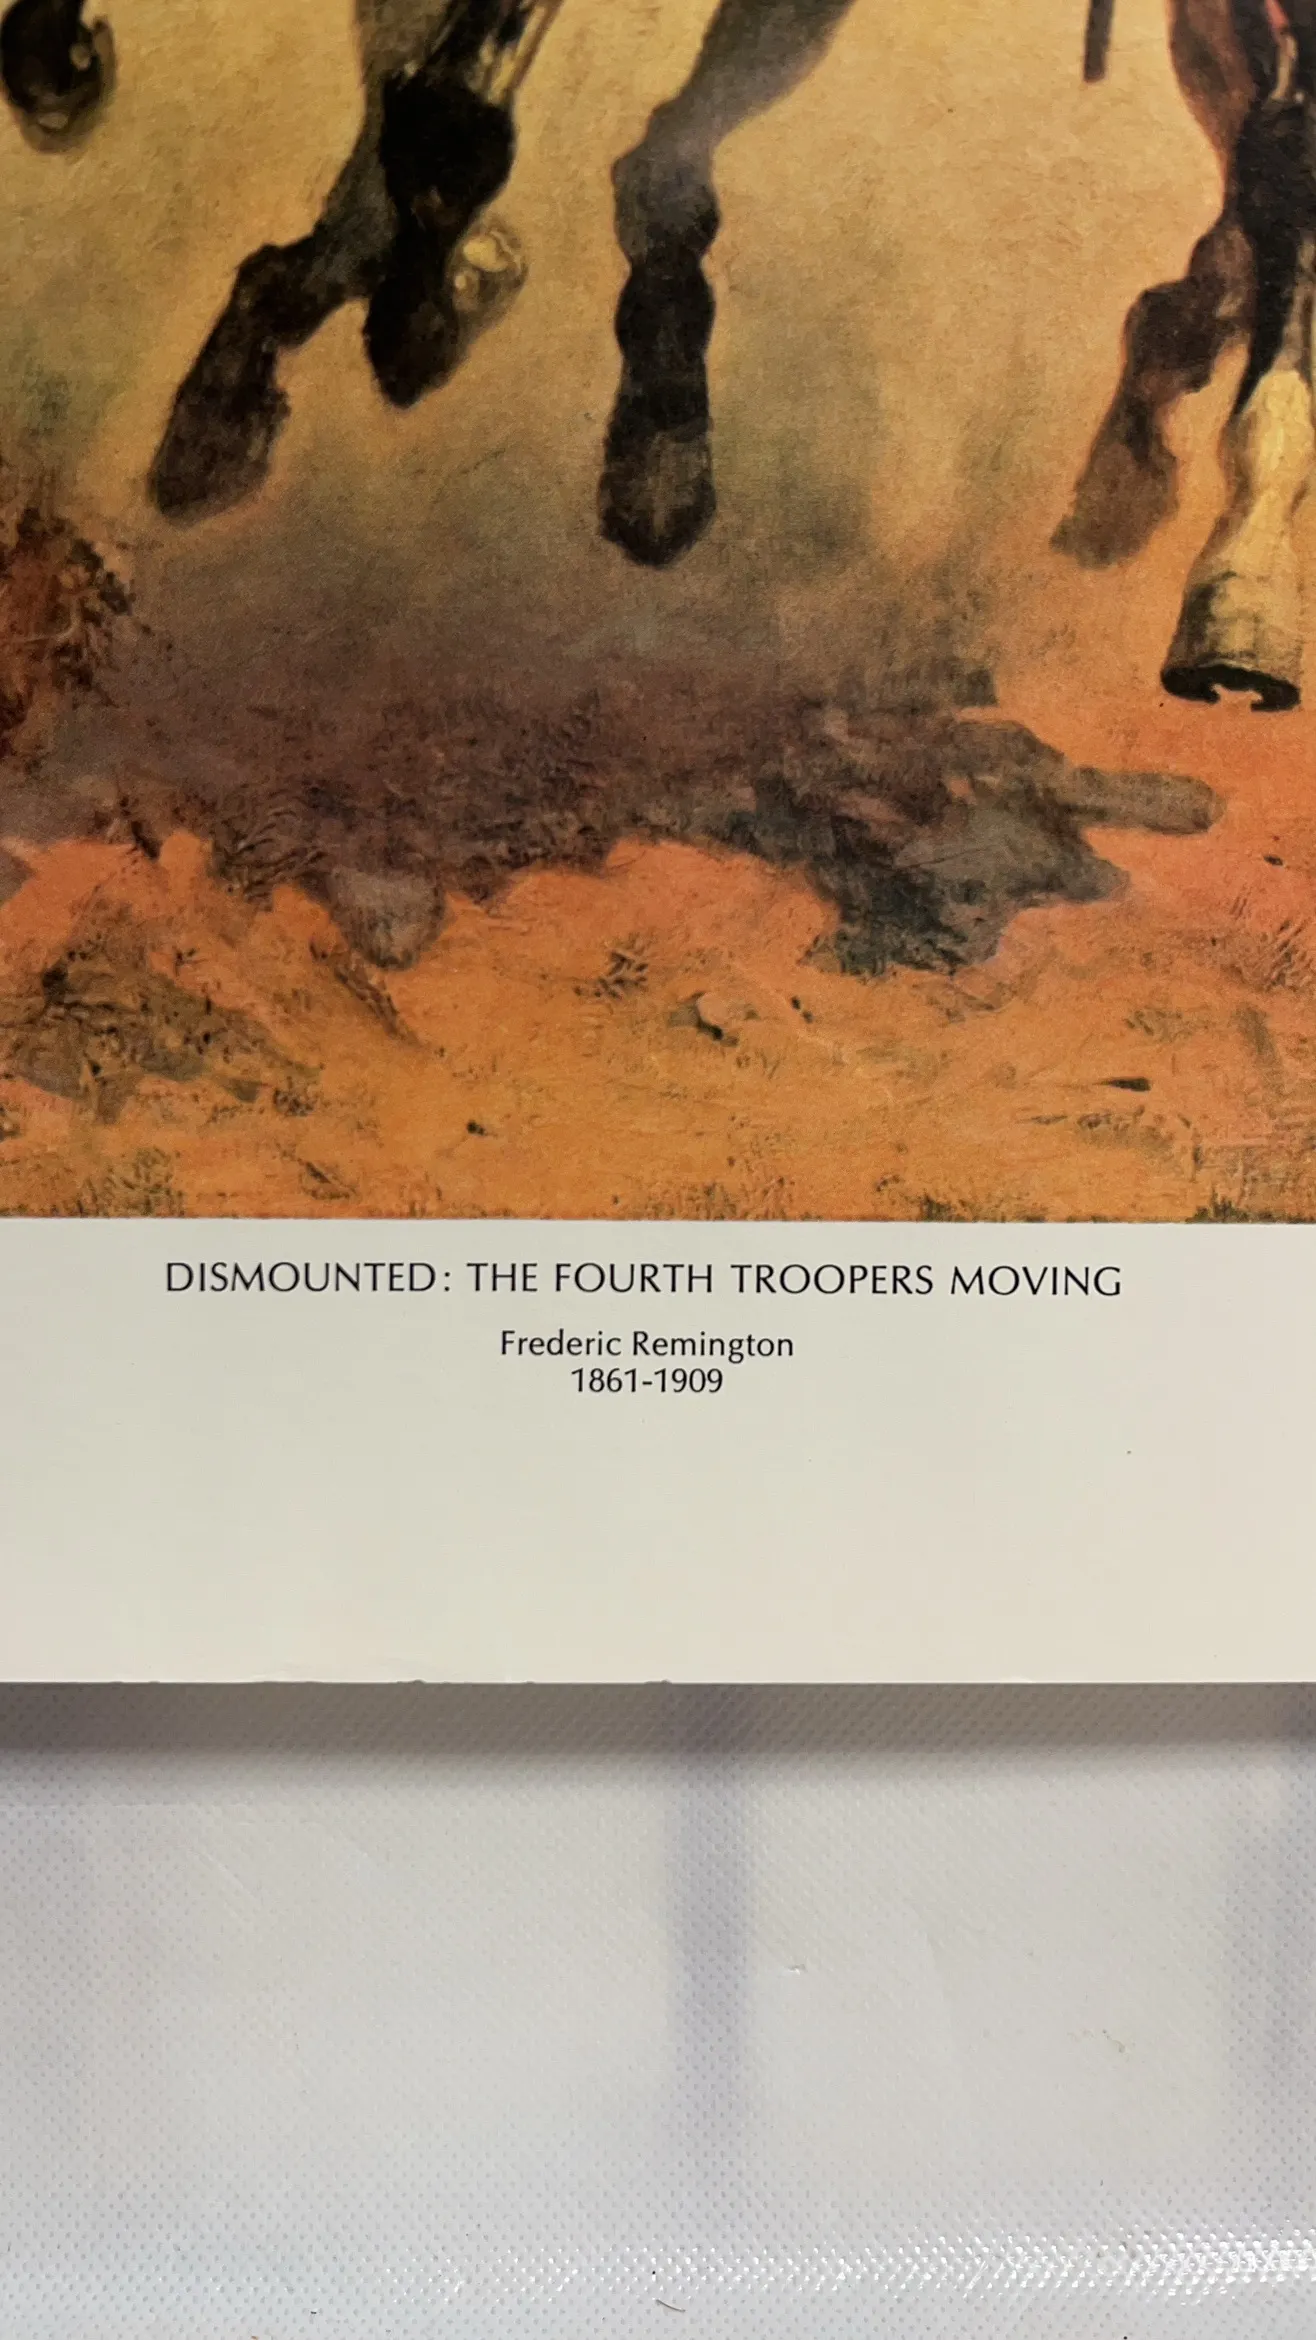 DISMOUNTED: THE FOURTH TROOPERS MOVING
Frederic Remington
1861-1909